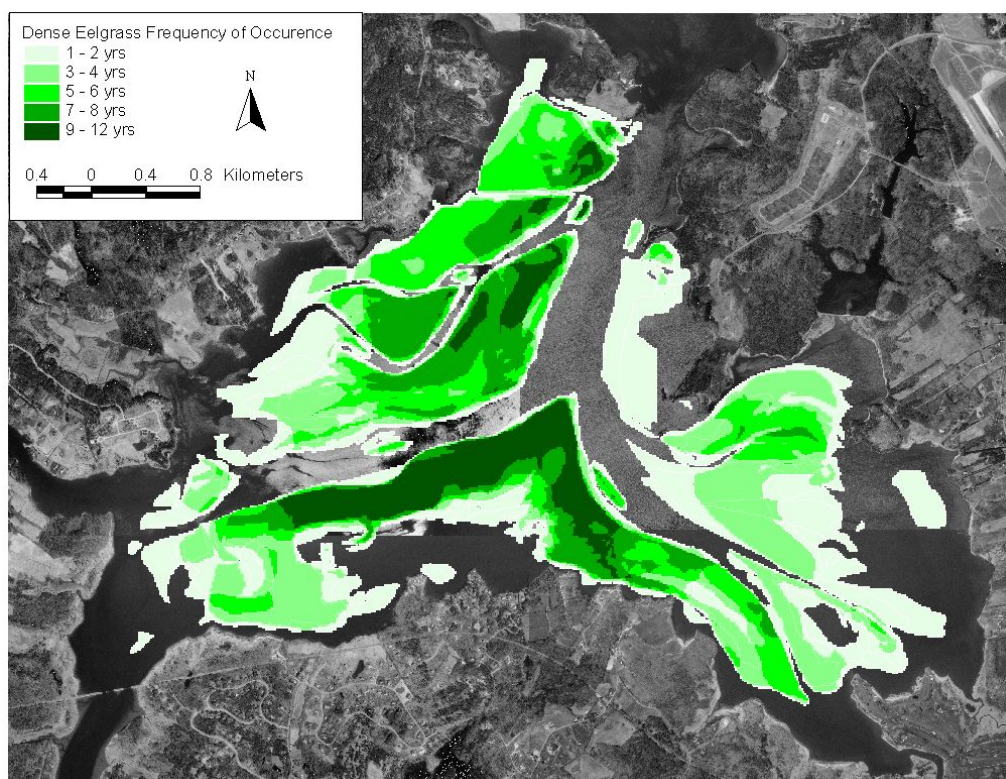 Dense Eelgrass Frequency of Occurence
1 - 2 yrs
3 - 4 yrs
5 - 6 yrs
7 - 8 yrs
9 - 12 yrs
N
0.4 0 0.4 0.8 Kilometers